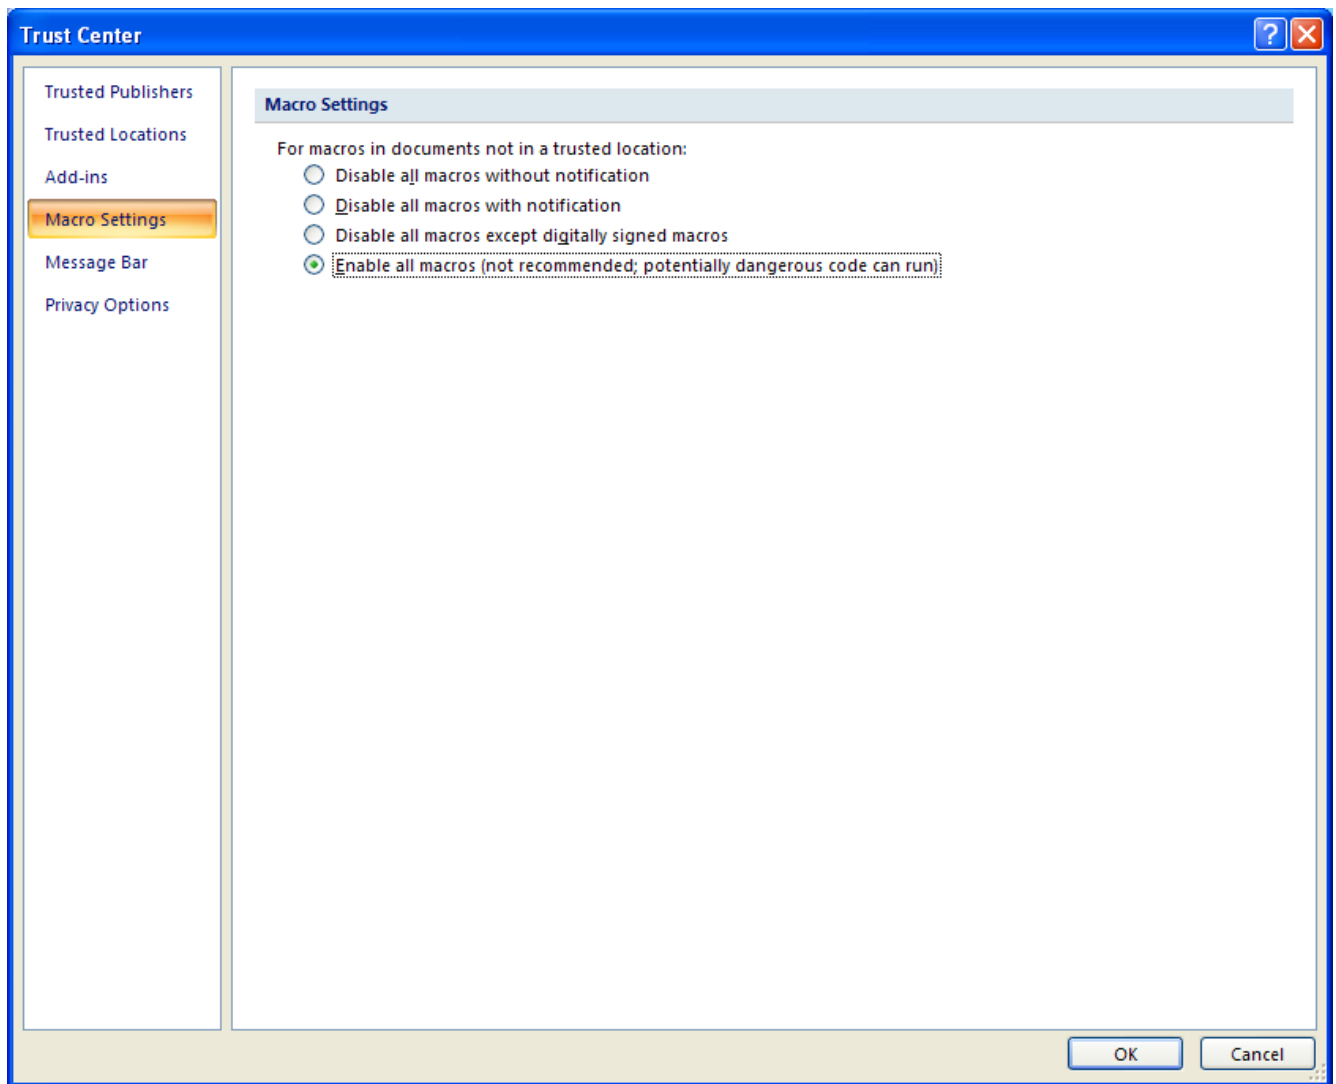 Trust Center
Trusted Publishers
Trusted Locations
Add-ins
Macro Settings
Message Bar
Privacy Options
Macro Settings
For macros in documents not in a trusted location:
Disable all macros without notification
Disable all macros with notification
Disable all macros except digitally signed macros
Enable all macros (not recommended; potentially dangerous code can run)
OK
Cancel